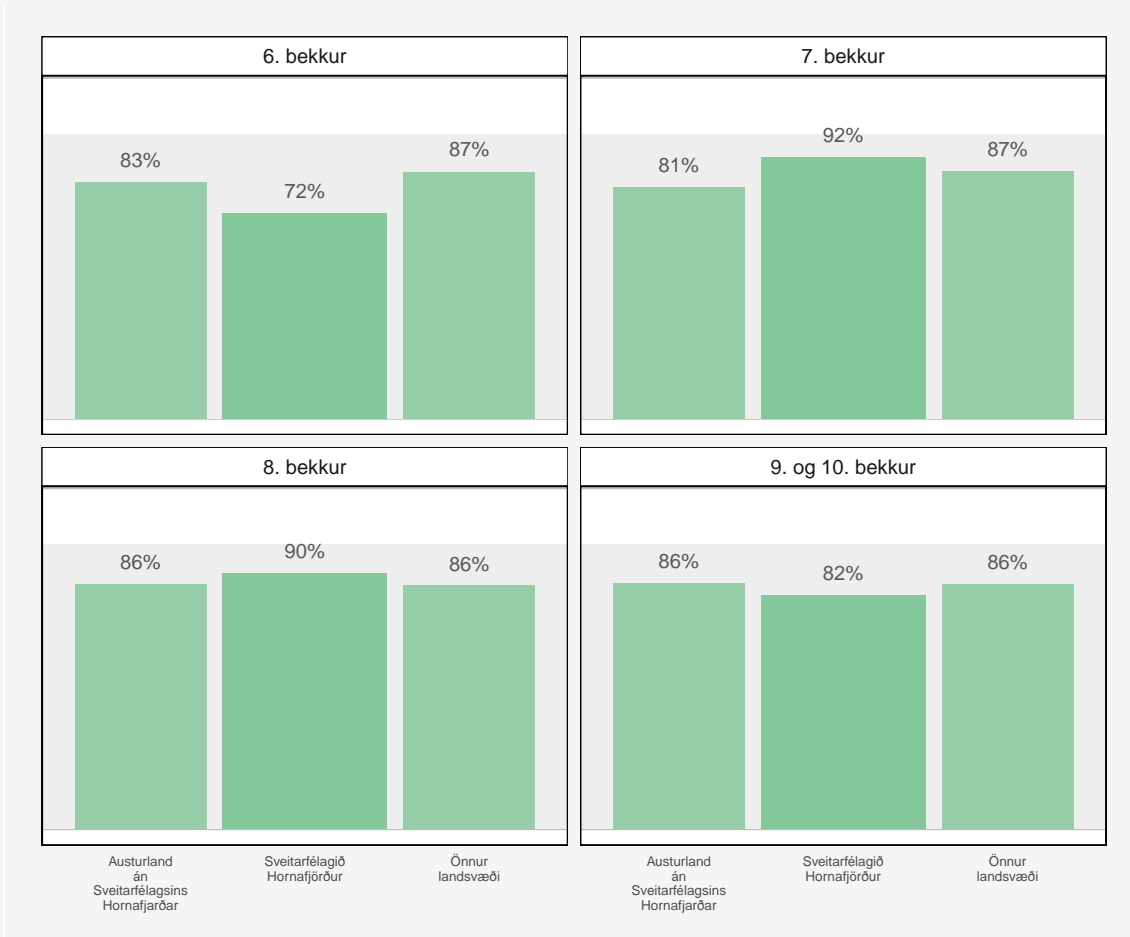 6. bekkur
83%
72%
87%
7. bekkur
81%
92%
87%
8. bekkur
86%
90%
86%
9. og 10. bekkur
86%
82%
86%
Austurland
án
Sveitarfélagsins
Hornafjarðar
Sveitarfélagið
Hornafjörður
Önnur
landsvæði
Austurland
án
Sveitarfélagsins
Hornafjarðar
Sveitarfélagið
Hornafjörður
Önnur
landsvæði